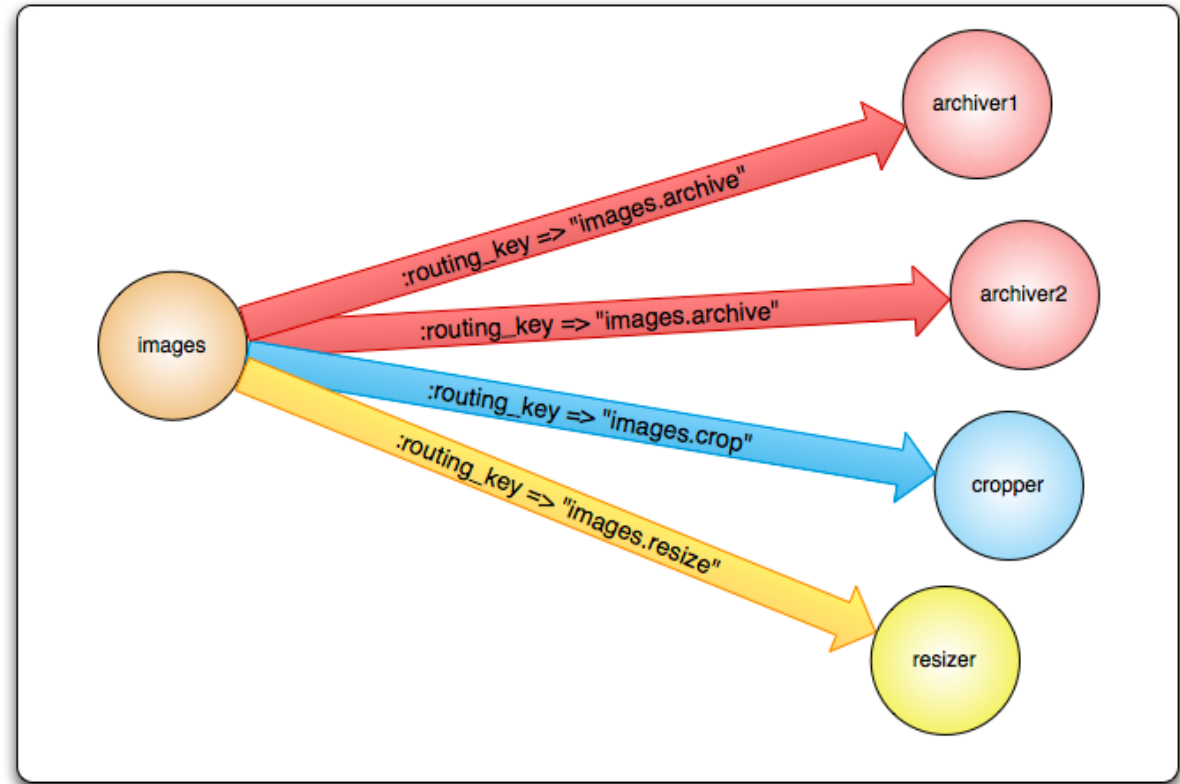 archiver1
:routing_key => "images.archive"
archiver2
:routing_key => "images.archive"
images
:routing_key => "images.crop"
cropper
:routing_key => "images.resize"
resizer